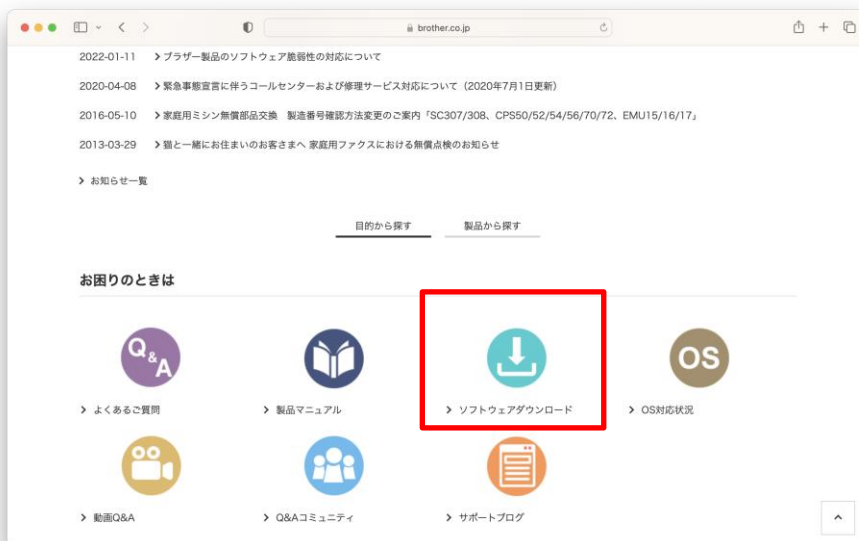 brother.co.jp
2022-01-11 ブラザー製品のソフトウェア脆弱性の対応について
2020-04-08 緊急事態宣言に伴うコールセンターおよび修理サービス対応について（2020年7月1日更新）
2016-05-10 家庭用ミシン無償部品交換 製造番号確認方法変更のご案内「SC307/308、CPS50/52/54/56/70/72、EMU15/16/17」
2013-03-29 猫と一緒にお住まいのお客さまへ 家庭用ファクスにおける無償点検のお知らせ
お知らせ一覧
目的から探す 製品から探す
お困りのときは
Q&A
OS
よくあるご質問 製品マニュアル ソフトウェアダウンロード OS対応状況
動画Q&A Q&Aコミュニティ サポートブログ